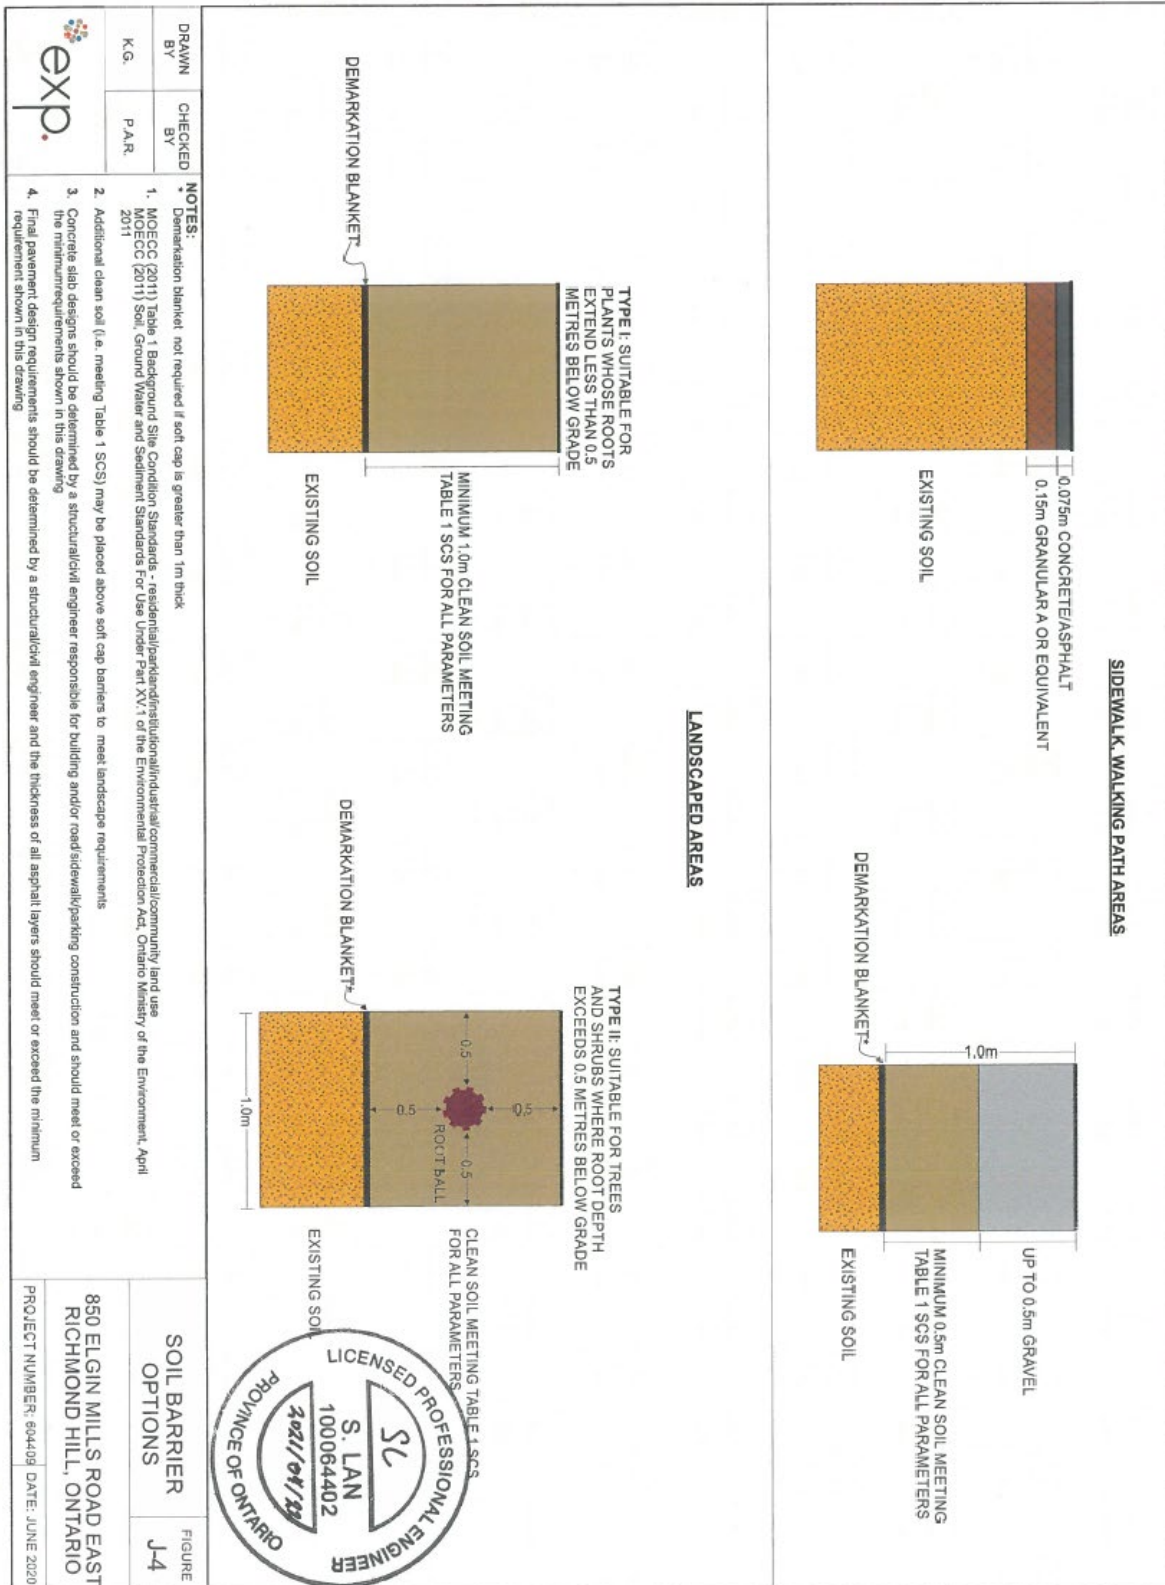 SIDEWALK, WALKING PATH AREAS
0.075m CONCRETE/ASPHALT
0.15m GRANULAR A OR EQUIVALENT
EXISTING SOIL
DEMARKATION BLANKET*
1.0m
UP TO 0.5m GRAVEL
MINIMUM 0.5m CLEAN SOIL MEETING
TABLE 1 SCS FOR ALL PARAMETERS
EXISTING SOIL
LANDSCAPED AREAS
TYPE I: SUITABLE FOR
PLANTS WHOSE ROOTS
EXTEND LESS THAN 0.5
METRES BELOW GRADE
DEMARKATION BLANKET*
MINIMUM 1.0m CLEAN SOIL MEETING
TABLE 1 SCS FOR ALL PARAMETERS
EXISTING SOIL
TYPE II: SUITABLE FOR TREES
AND SHRUBS WHERE ROOT DEPTH
EXCEEDS 0.5 METRES BELOW GRADE
DEMARKATION BLANKET*
0.5
0.5
0.5
0.5
ROOT BALL
1.0m
CLEAN SOIL MEETING TABLE 1 SCS
FOR ALL PARAMETERS
EXISTING SOIL
LICENSED PROFESSIONAL ENGINEER
SL
S. LAN
100064402
PROVINCE OF ONTARIO
DRAWN
BY
CHECKED
BY
K.G.
P.A.R.
exp.
NOTES:
* Demarkation blanket not required if soft cap is greater than 1m thick
1. MOECC (2011) Table 1 Background Site Condition Standards - residential/parkland/institutional/industrial/commercial/community land use
MOECC (2011) Soil, Ground Water and Sediment Standards For Use Under Part XV.1 of the Environmental Protection Act, Ontario Ministry of the Environment, April
2011
2. Additional clean soil (i.e. meeting Table 1 SCS) may be placed above soft cap barriers to meet landscape requirements
3. Concrete slab designs should be determined by a structural/civil engineer responsible for building and/or road/sidewalk/parking construction and should meet or exceed
the minimumrequirements shown in this drawing
4. Final pavement design requirements should be determined by a structural/civil engineer and the thickness of all asphalt layers should meet or exceed the minimum
requirement shown in this drawing
SOIL BARRIER
OPTIONS
FIGURE
J-4
850 ELGIN MILLS ROAD EAST
RICHMOND HILL, ONTARIO
PROJECT NUMBER: 604409
DATE: JUNE 2020